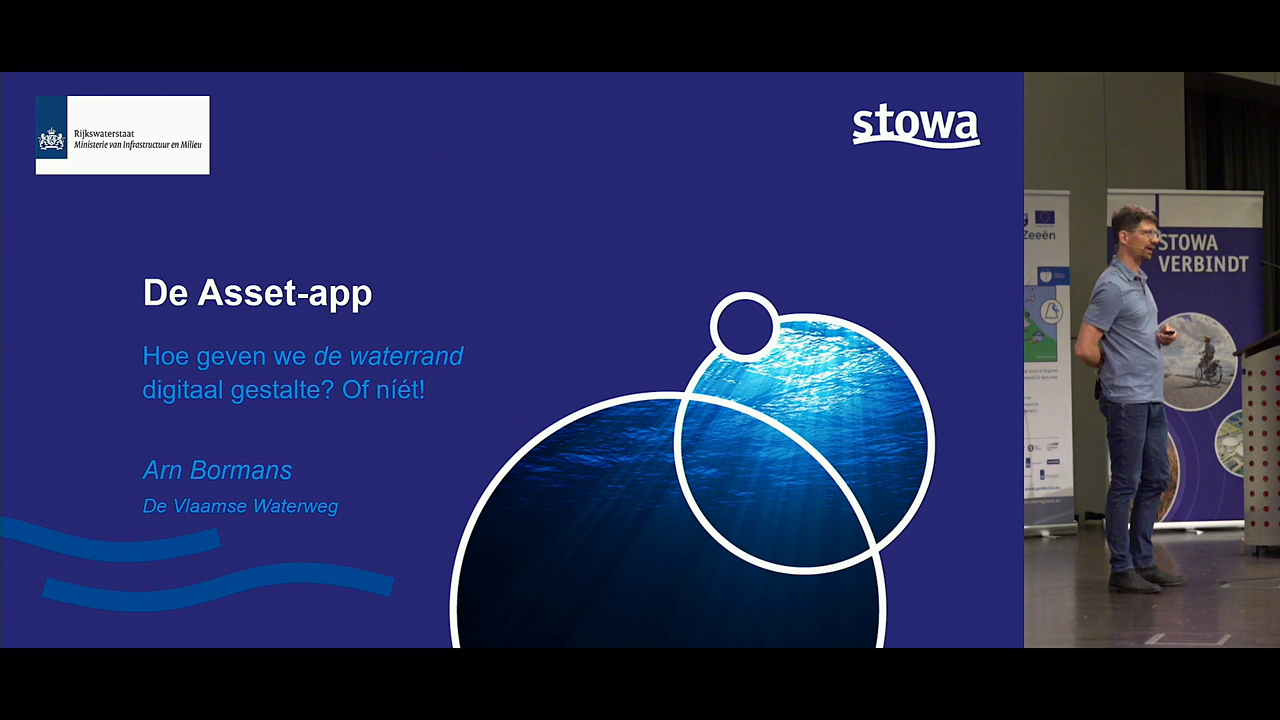 Rijkswaterstaat
Ministerie van Infrastructuur en Milieu
stowa
De Asset-app
Hoe geven we de waterrand
digitaal gestalte? Of níét!
Arn Bormans
De Vlaamse Waterweg
Zeeën
STOWA
VERBINDT